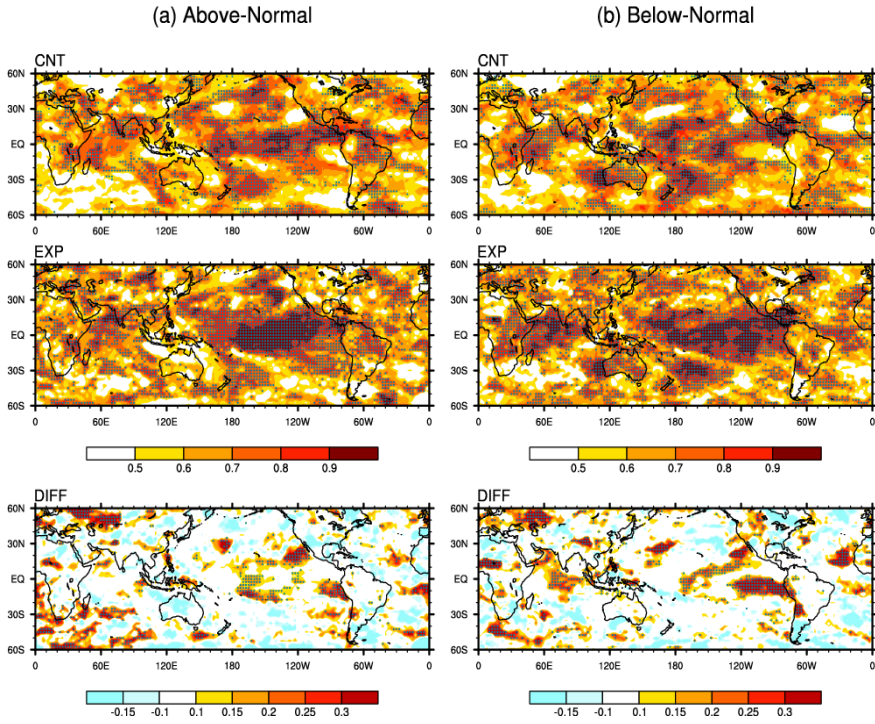 (a) Above-Normal
(b) Below-Normal
CNT
CNT
60N
30N
EQ
30S
60S
0 60E 120E 180 120W 60W 0
60N
30N
EQ
30S
60S
0 60E 120E 180 120W 60W 0
EXP
EXP
60N
30N
EQ
30S
60S
0 60E 120E 180 120W 60W 0
60N
30N
EQ
30S
60S
0 60E 120E 180 120W 60W 0
0.5 0.6 0.7 0.8 0.9
0.5 0.6 0.7 0.8 0.9
DIFF
DIFF
60N
30N
EQ
30S
60S
0 60E 120E 180 120W 60W 0
60N
30N
EQ
30S
60S
0 60E 120E 180 120W 60W 0
-0.15 -0.1 0.1 0.15 0.2 0.25 0.3
-0.15 -0.1 0.1 0.15 0.2 0.25 0.3